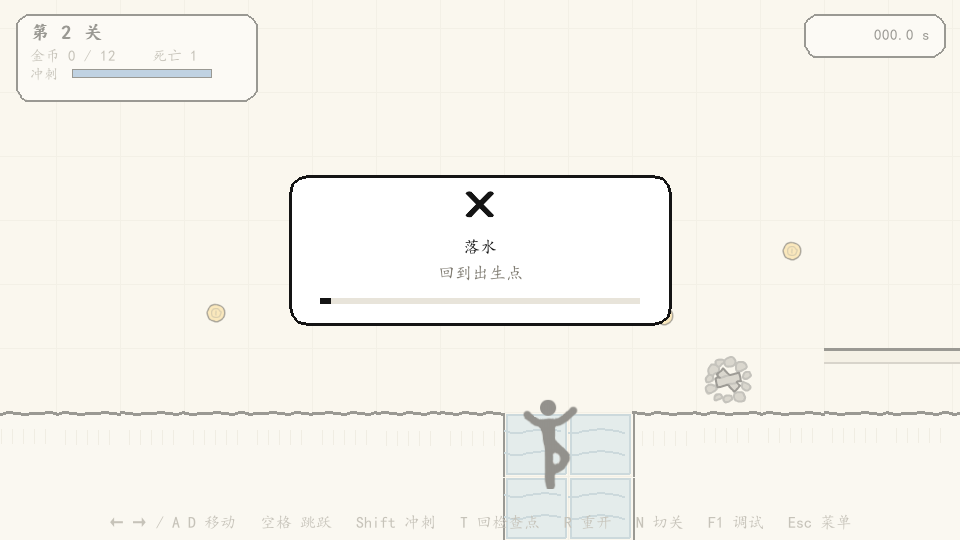 第 2 关
金币 0 / 12 死亡 1
冲刺
000.0 s
落水
回到出生点
← → / A D 移动 空格 跳跃 Shift 冲刺 T 回检查点 R 重开 N 切关 F1 调试 Esc 菜单